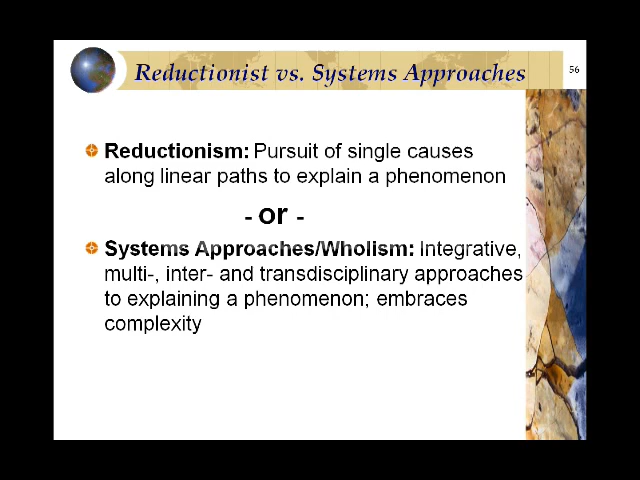 Reductionist vs. Systems Approaches
56
Reductionism: Pursuit of single causes
along linear paths to explain a phenomenon
- or -
Systems Approaches/Wholism: Integrative,
multi-, inter- and transdisciplinary approaches
to explaining a phenomenon; embraces
complexity